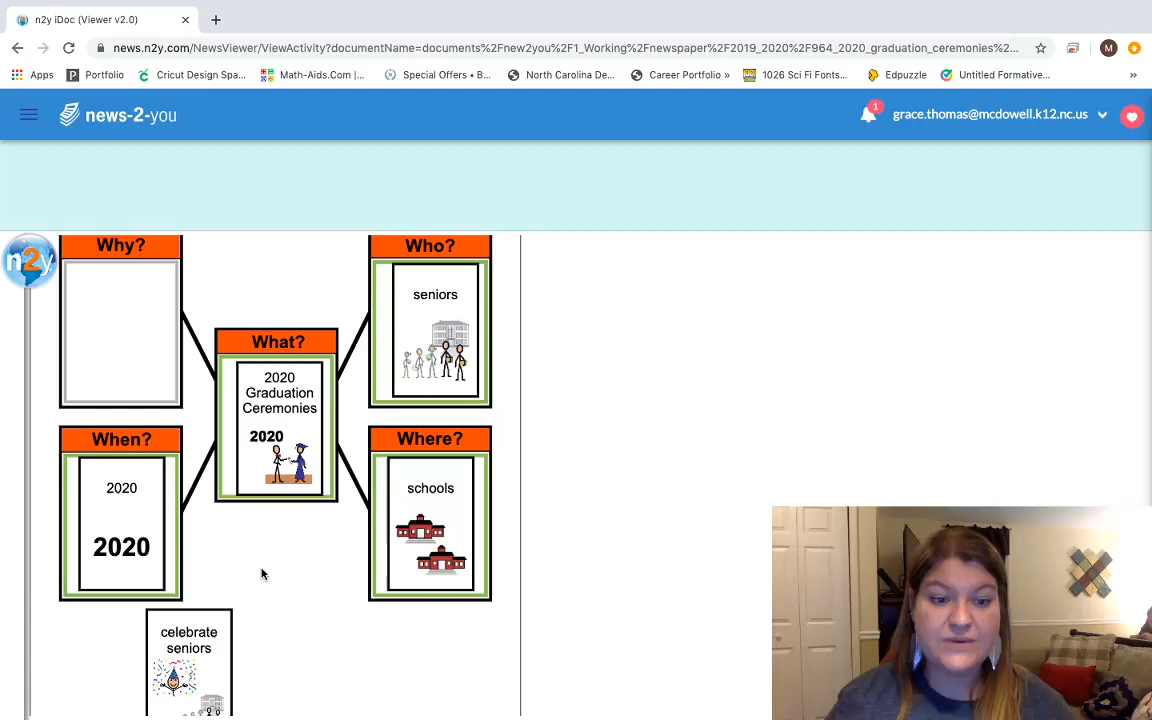 n2y iDoc (Viewer v2.0)
news.n2y.com/NewsViewer/ViewActivity?documentName=documents%2Fnew2you%2F1_Working%2Fnewspaper%2F2019_2020%2F964_2020_graduation_ceremonies%2...
M
Apps
Portfolio
Cricut Design Spa...
Math-Aids.Com |...
Special Offers • B...
North Carolina De...
Career Portfolio »
1026 Sci Fi Fonts...
Edpuzzle
Untitled Formative...
»
news-2-you
1
grace.thomas@mcdowell.k12.nc.us
n2y
Why?
Who?
seniors
What?
2020
Graduation
Ceremonies
2020
When?
2020
2020
Where?
schools
celebrate
seniors